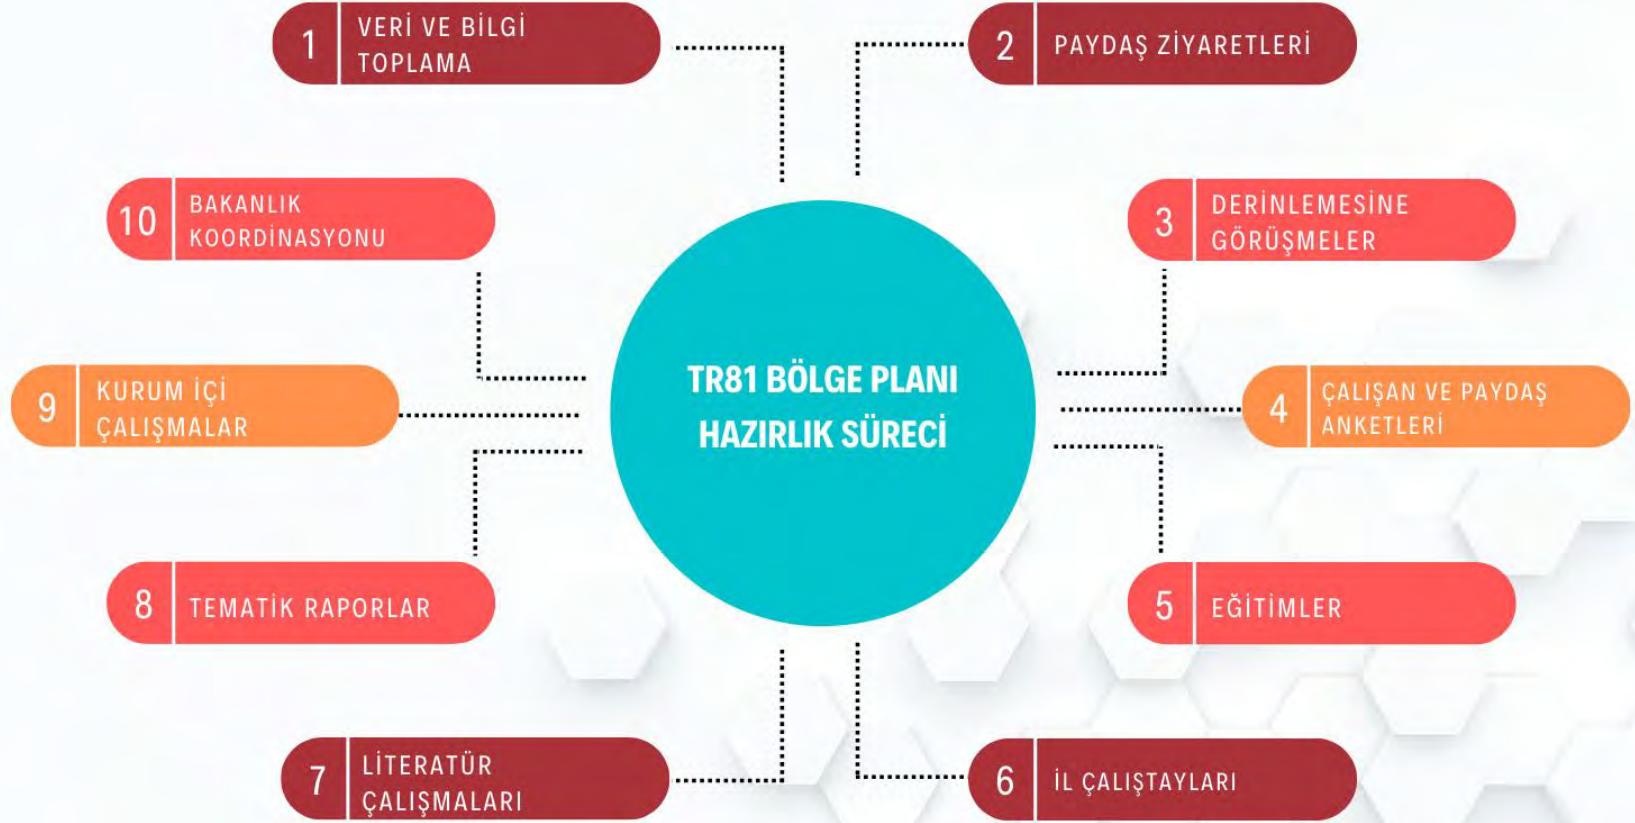 1
VERİ VE BİLGİ
TOPLAMA
2
PAYDAŞ ZİYARETLERİ
3
DERİNLEMESİNE
GÖRÜŞMELER
4
ÇALIŞAN VE PAYDAŞ
ANKETLERİ
5
EĞİTİMLER
6
İL ÇALIŞTAYLARI
7
LİTERATÜR
ÇALIŞMALARI
8
TEMATİK RAPORLAR
9
KURUM İÇİ
ÇALIŞMALAR
10
BAKANLIK
KOORDİNASYONU
TR81 BÖLGE PLANI
HAZIRLIK SÜRECİ